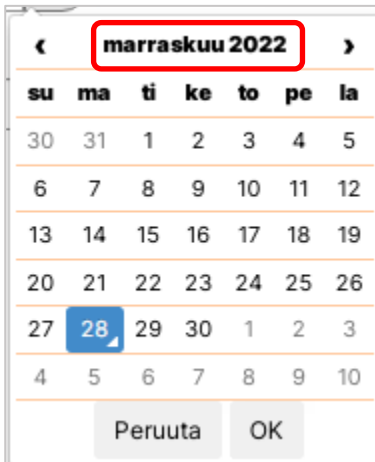 ‹ marraskuu 2022 ›
su ma ti ke to pe la
30 31 1 2 3 4 5
6 7 8 9 10 11 12
13 14 15 16 17 18 19
20 21 22 23 24 25 26
27 28 29 30 1 2 3
4 5 6 7 8 9 10
Peruuta OK